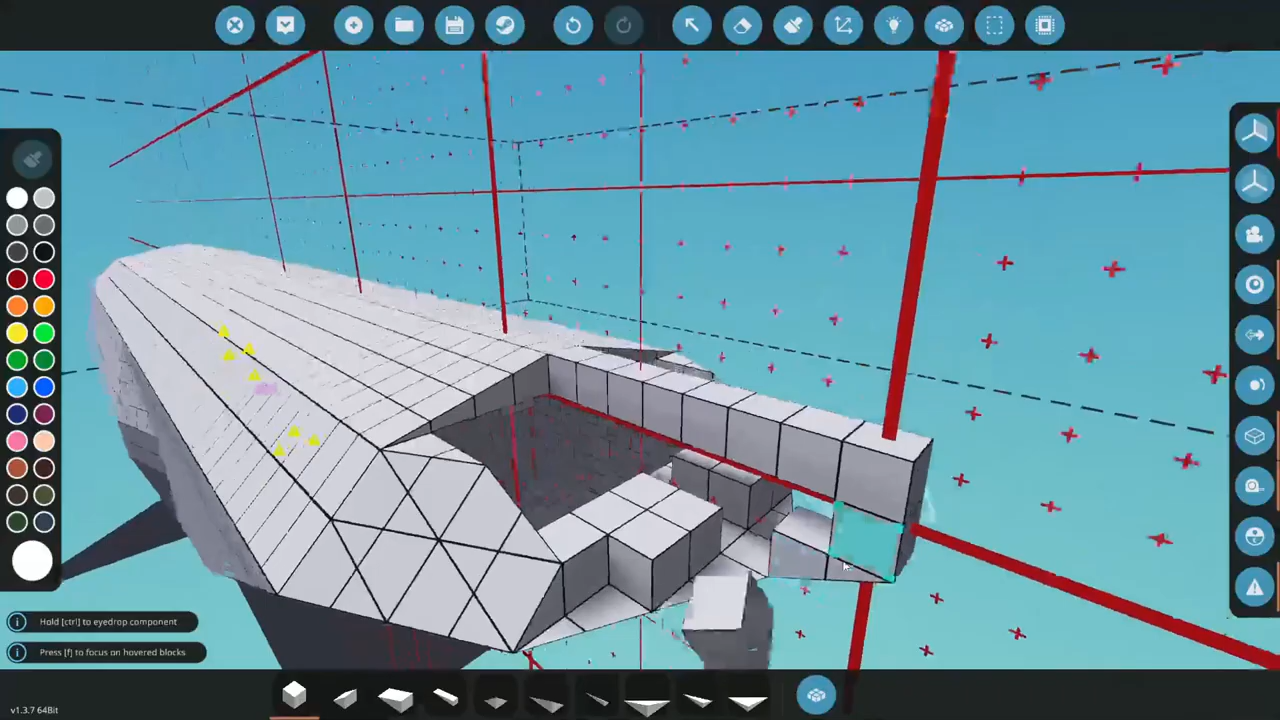 Hold [ctrl] to eyedrop component
Press [f] to focus on hovered blocks
v1.3.7 64Bit